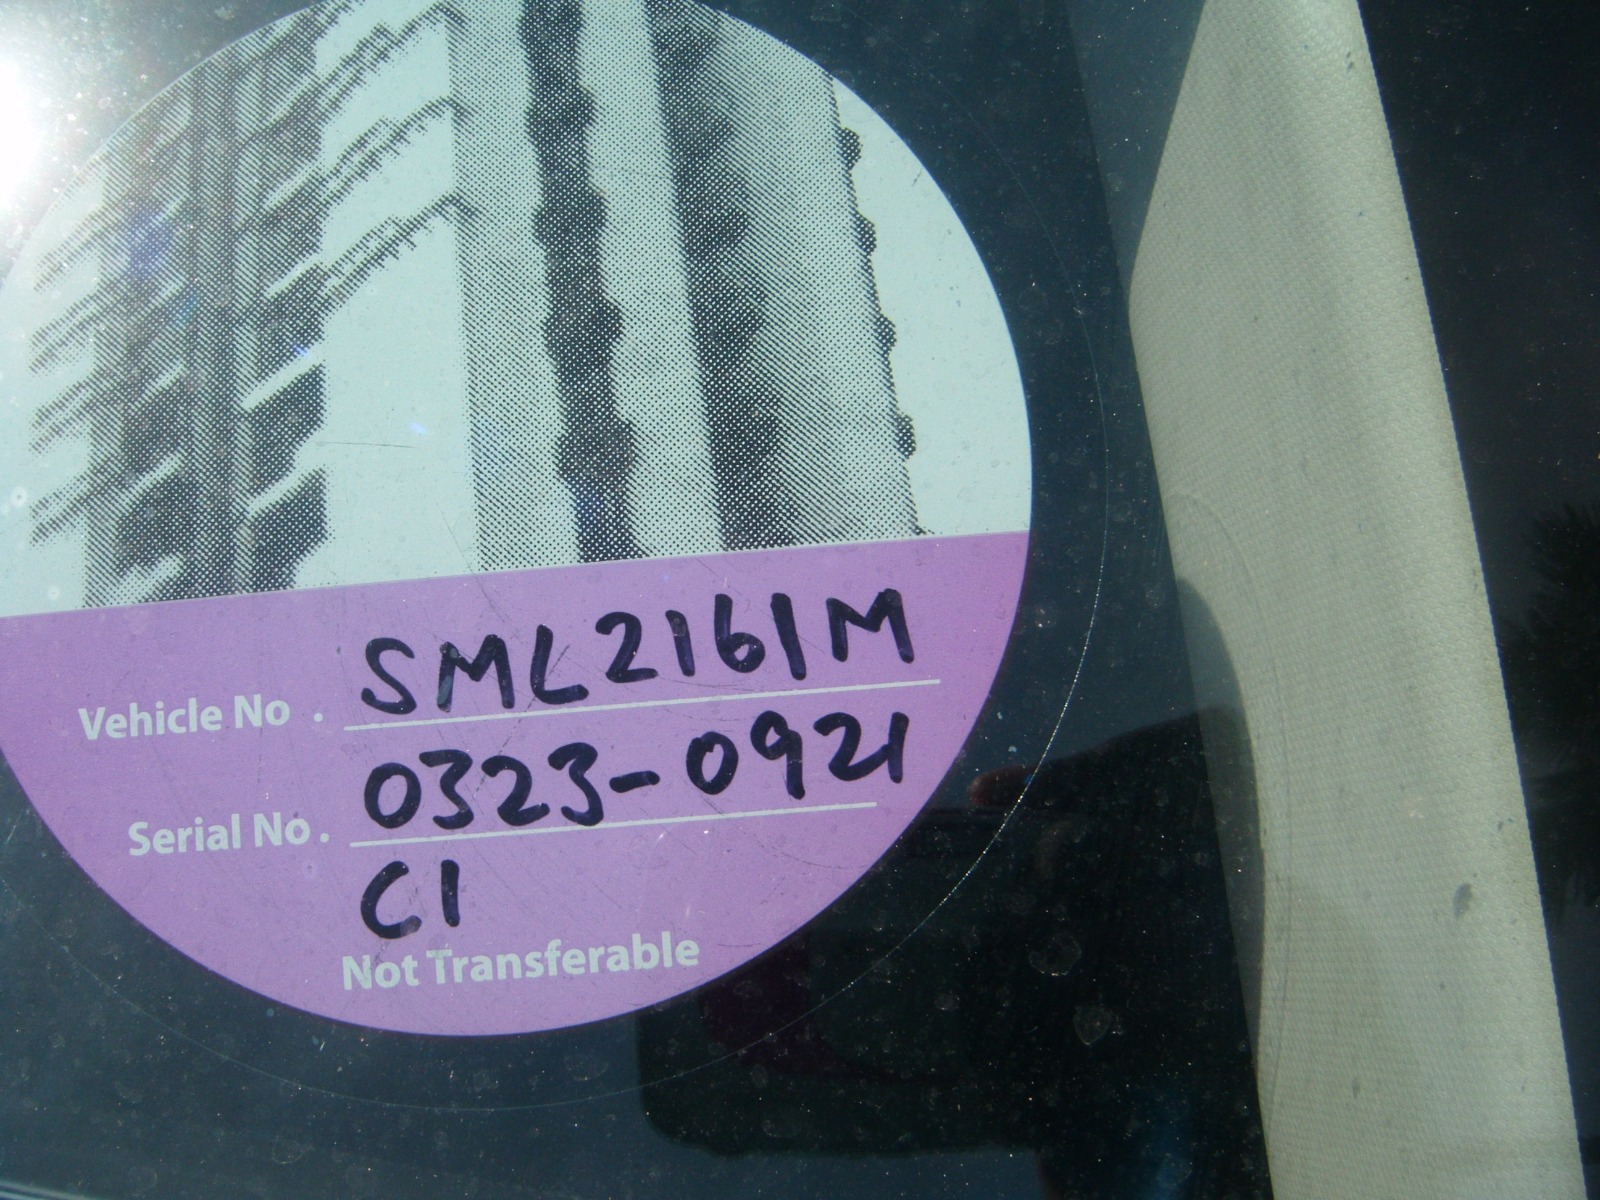 Vehicle No. SML2161M
Serial No. 0323-0921
C1
Not Transferable